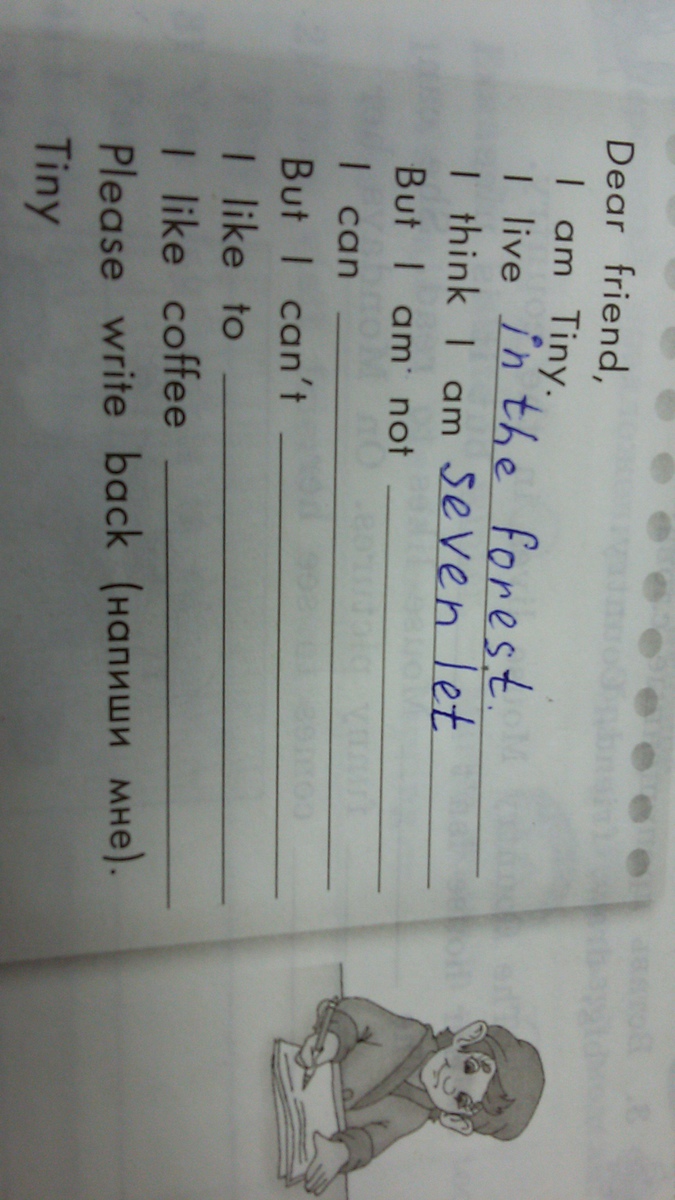 Dear friend,
I am Tiny.
I live in the forest.
I think I am seven let
But I am not
I can
But I can't
I like to
I like coffee
Please write back (напиши мне).
Tiny